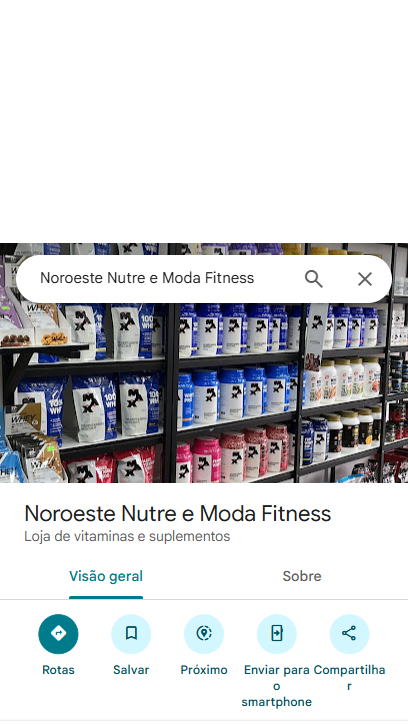 Noroeste Nutre e Moda Fitness
Noroeste Nutre e Moda Fitness
Loja de vitaminas e suplementos
Visão geral
Sobre
Rotas
Salvar
Próximo
Enviar para
o
smartphone
Compartilha
r